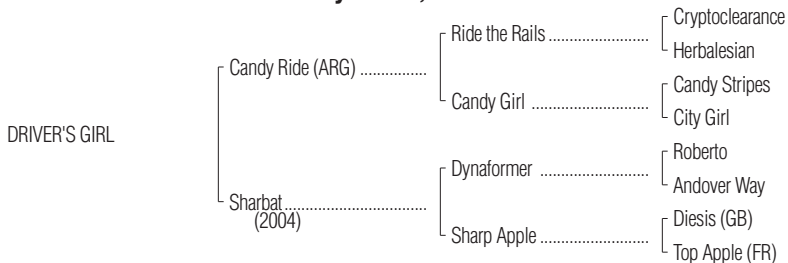 Cryptoclearance
Ride the Rails ......................
Herbalesian
Candy Ride (ARG) ................
Candy Stripes
Candy Girl ..........................
City Girl
DRIVER'S GIRL
Roberto
Dynaformer ........................
Andover Way
Sharbat..................................
(2004)
Diesis (GB)
Sharp Apple ........................
Top Apple (FR)